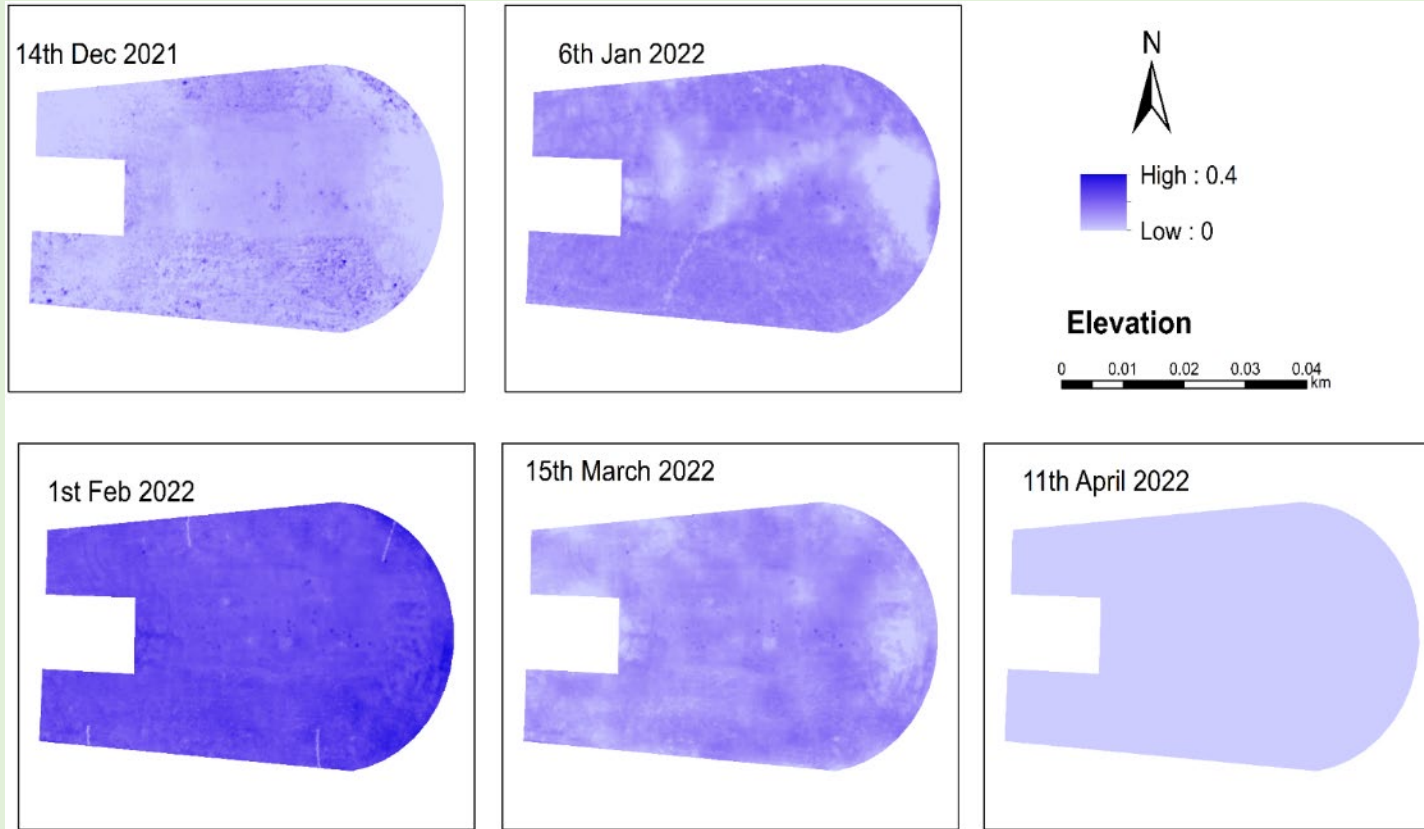 14th Dec 2021
6th Jan 2022
N
High : 0.4
Low : 0
Elevation
0 0.01 0.02 0.03 0.04
km
1st Feb 2022
15th March 2022
11th April 2022